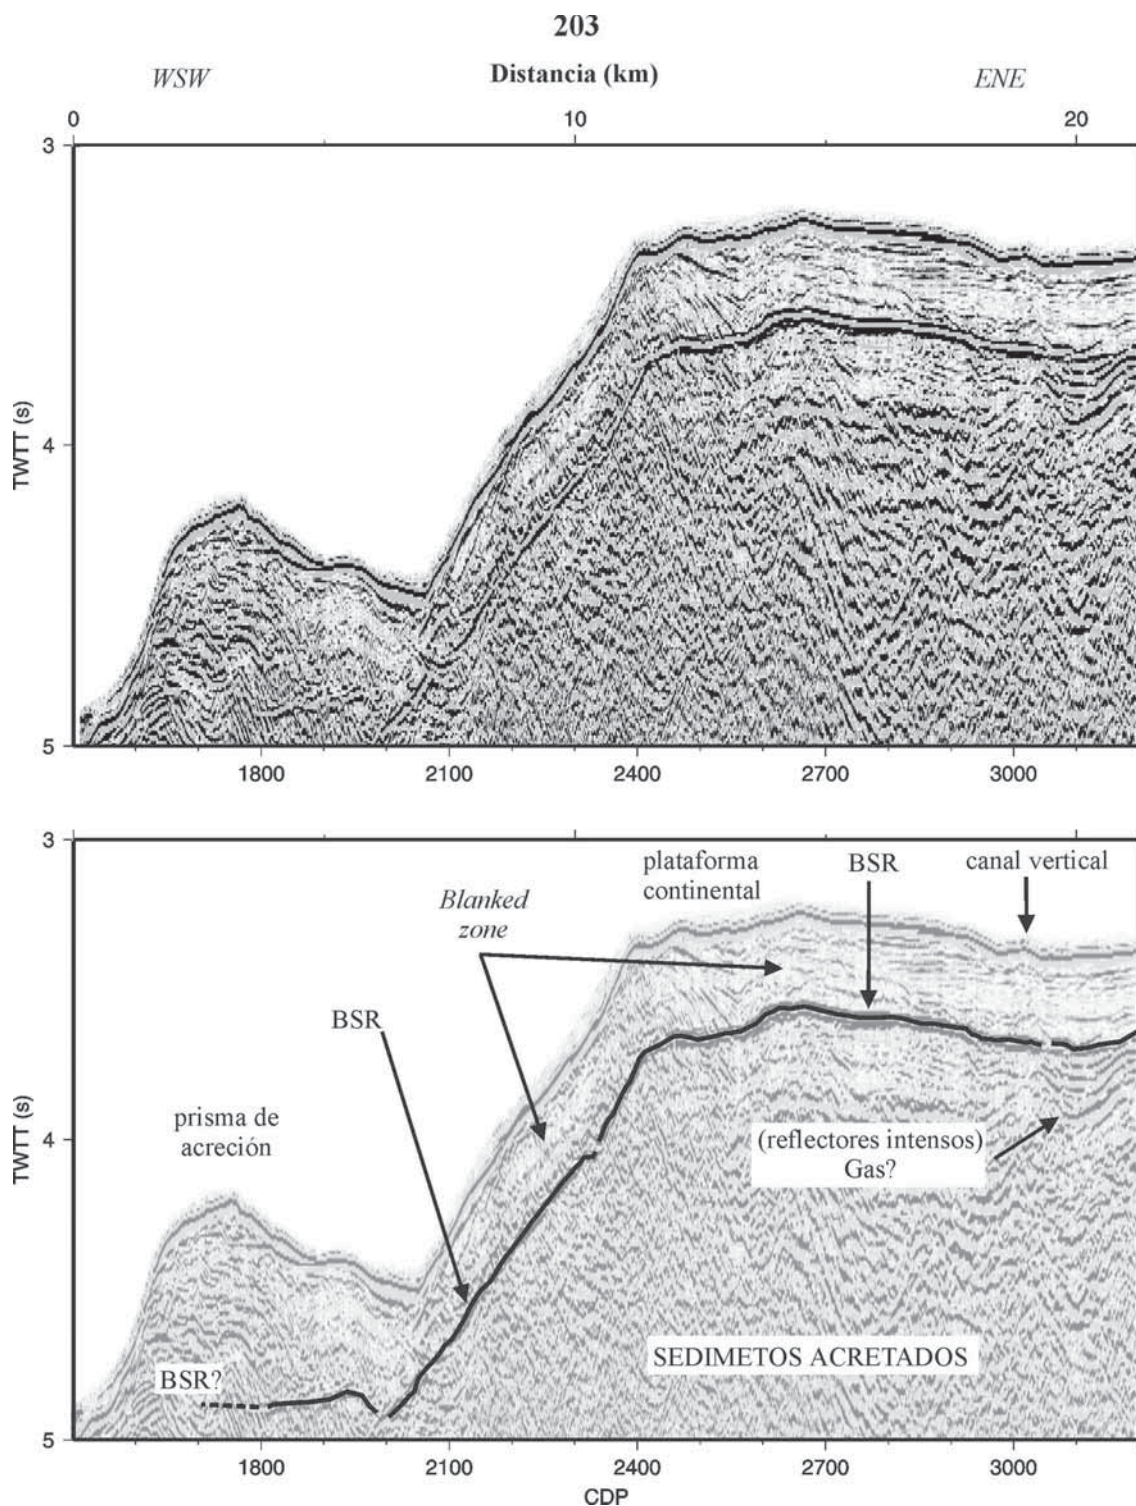 203
WSW
Distancia (km)
ENE
0
10
20
3
4
5
TWTT (s)
1800
2100
2400
2700
3000
3
plataforma
continental
BSR
canal vertical
Blanked
zone
BSR
prisma de
acreción
4
TWTT (s)
(reflectores intensos)
Gas?
SEDIMETOS ACRETADOS
BSR?
5
1800
2100
2400
2700
3000
CDP